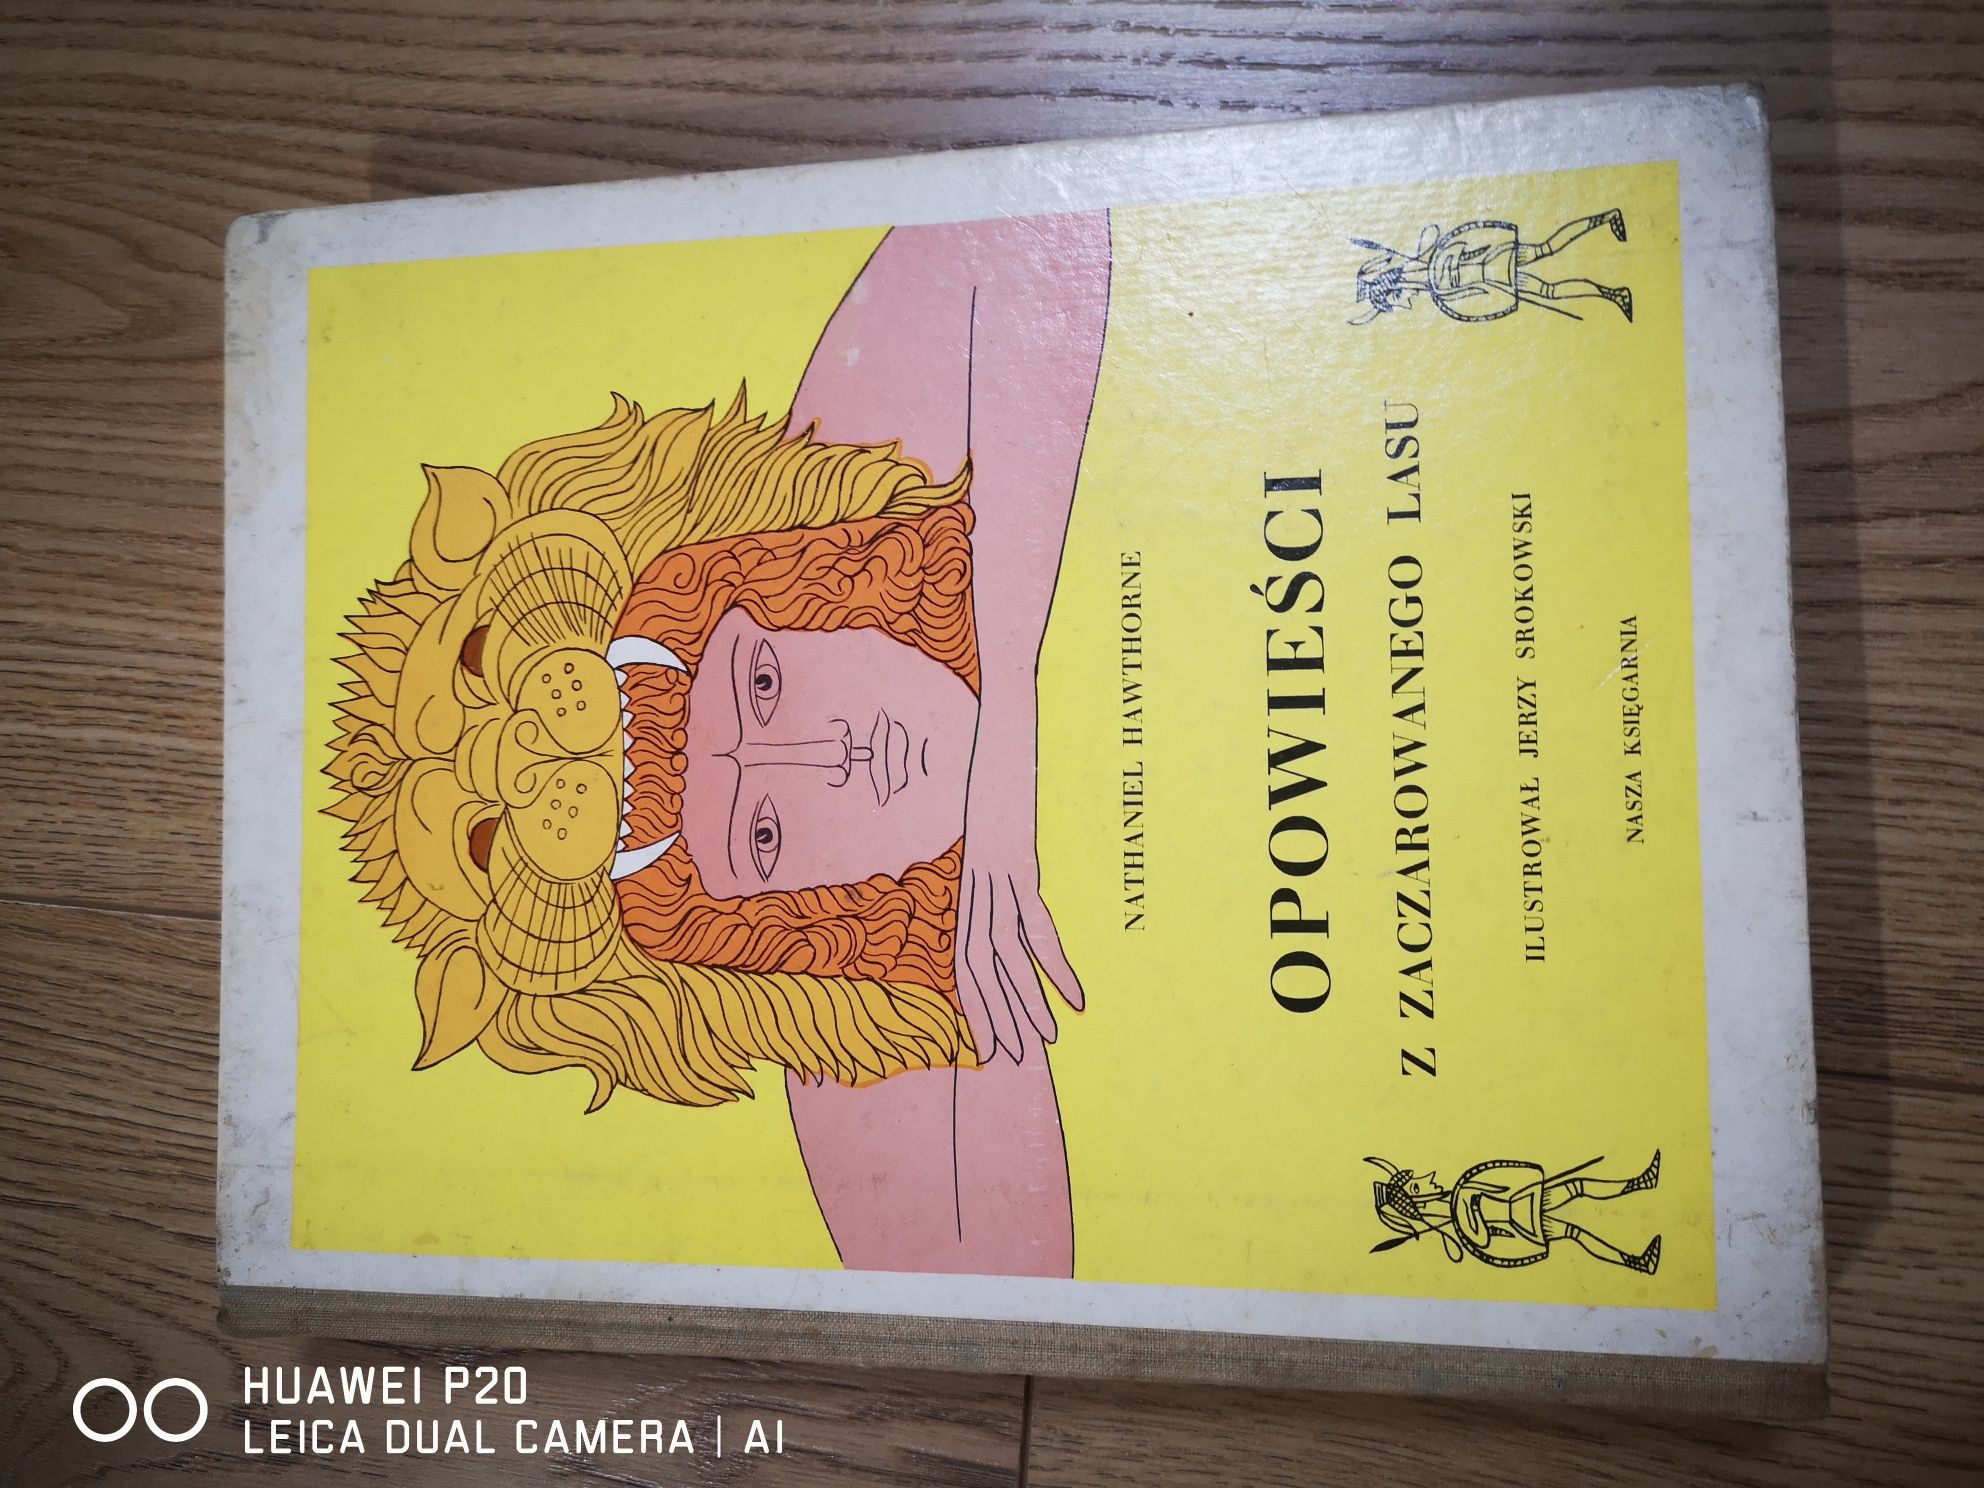 NATHANIEL HAWTHORNE
OPOWIEŚCI
Z ZACZAROWANEGO LASU
ILUSTROWAŁ JERZY SROKOWSKI
NASZA KSIĘGARNIA
HUAWEI P20
LEICA DUAL CAMERA | AI